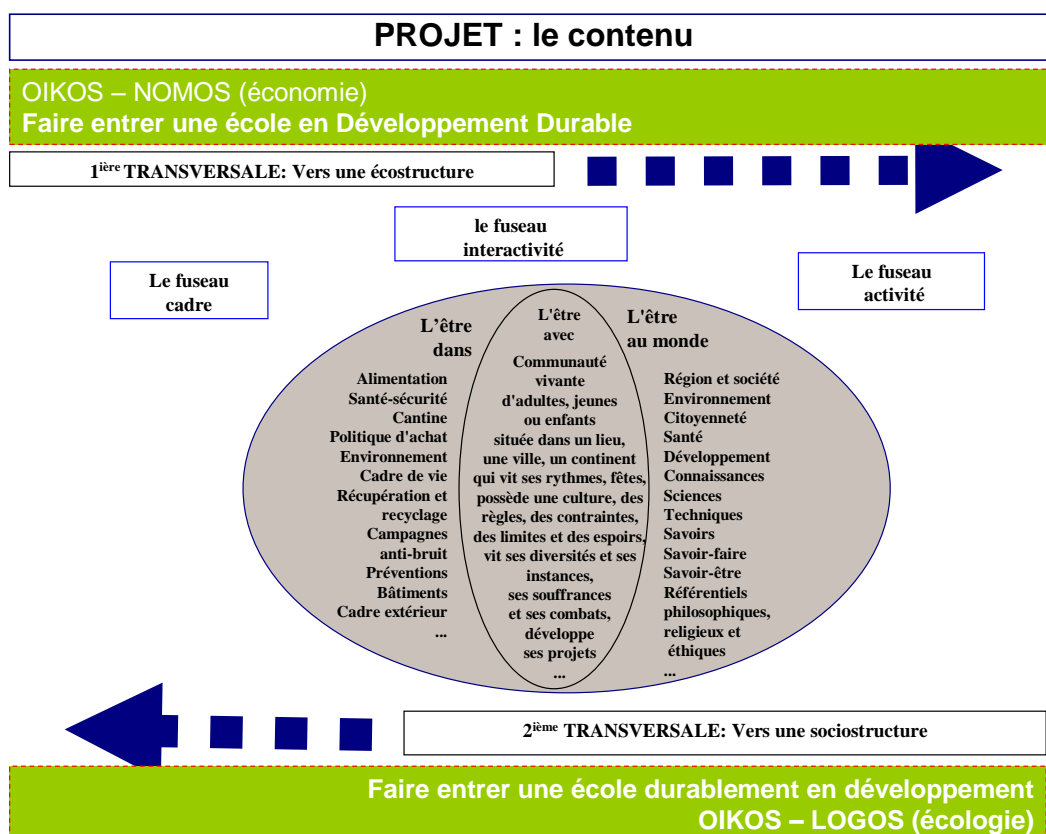 PROJET : le contenu
OIKOS – NOMOS (économie)
Faire entrer une école en Développement Durable
1ière TRANSVERSALE: Vers une écostructure
le fuseau
interactivité
Le fuseau
cadre
Le fuseau
activité
L'être
dans
Alimentation
Santé-sécurité
Cantine
Politique d'achat
Environnement
Cadre de vie
Récupération et
recyclage
Campagnes
anti-bruit
Préventions
Bâtiments
Cadre extérieur
...
L'être
avec
Communauté
vivante
d'adultes, jeunes
ou enfants
située dans un lieu,
une ville, un continent
qui vit ses rythmes, fêtes,
possède une culture, des
règles, des contraintes,
des limites et des espoirs,
vit ses diversités et ses
instances,
ses souffrances
et ses combats,
développe
ses projets
...
L'être
au monde
Région et société
Environnement
Citoyenneté
Santé
Développement
Connaissances
Sciences
Techniques
Savoirs
Savoir-faire
Savoir-être
Référentiels
philosophiques,
religieux et
éthiques
...
2ième TRANSVERSALE: Vers une sociostructure
Faire entrer une école durablement en développement
OIKOS – LOGOS (écologie)